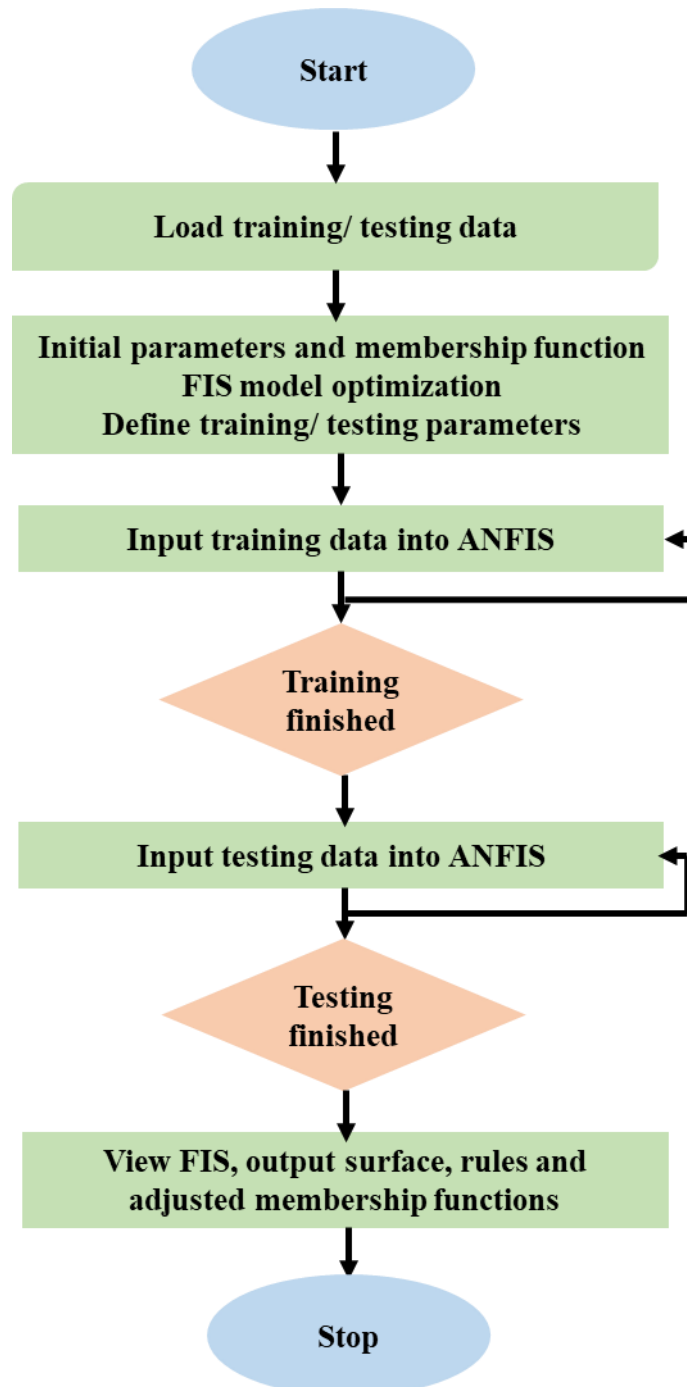 Start
Load training/ testing data
Initial parameters and membership function
FIS model optimization
Define training/ testing parameters
Input training data into ANFIS
Training
finished
Input testing data into ANFIS
Testing
finished
View FIS, output surface, rules and
adjusted membership functions
Stop